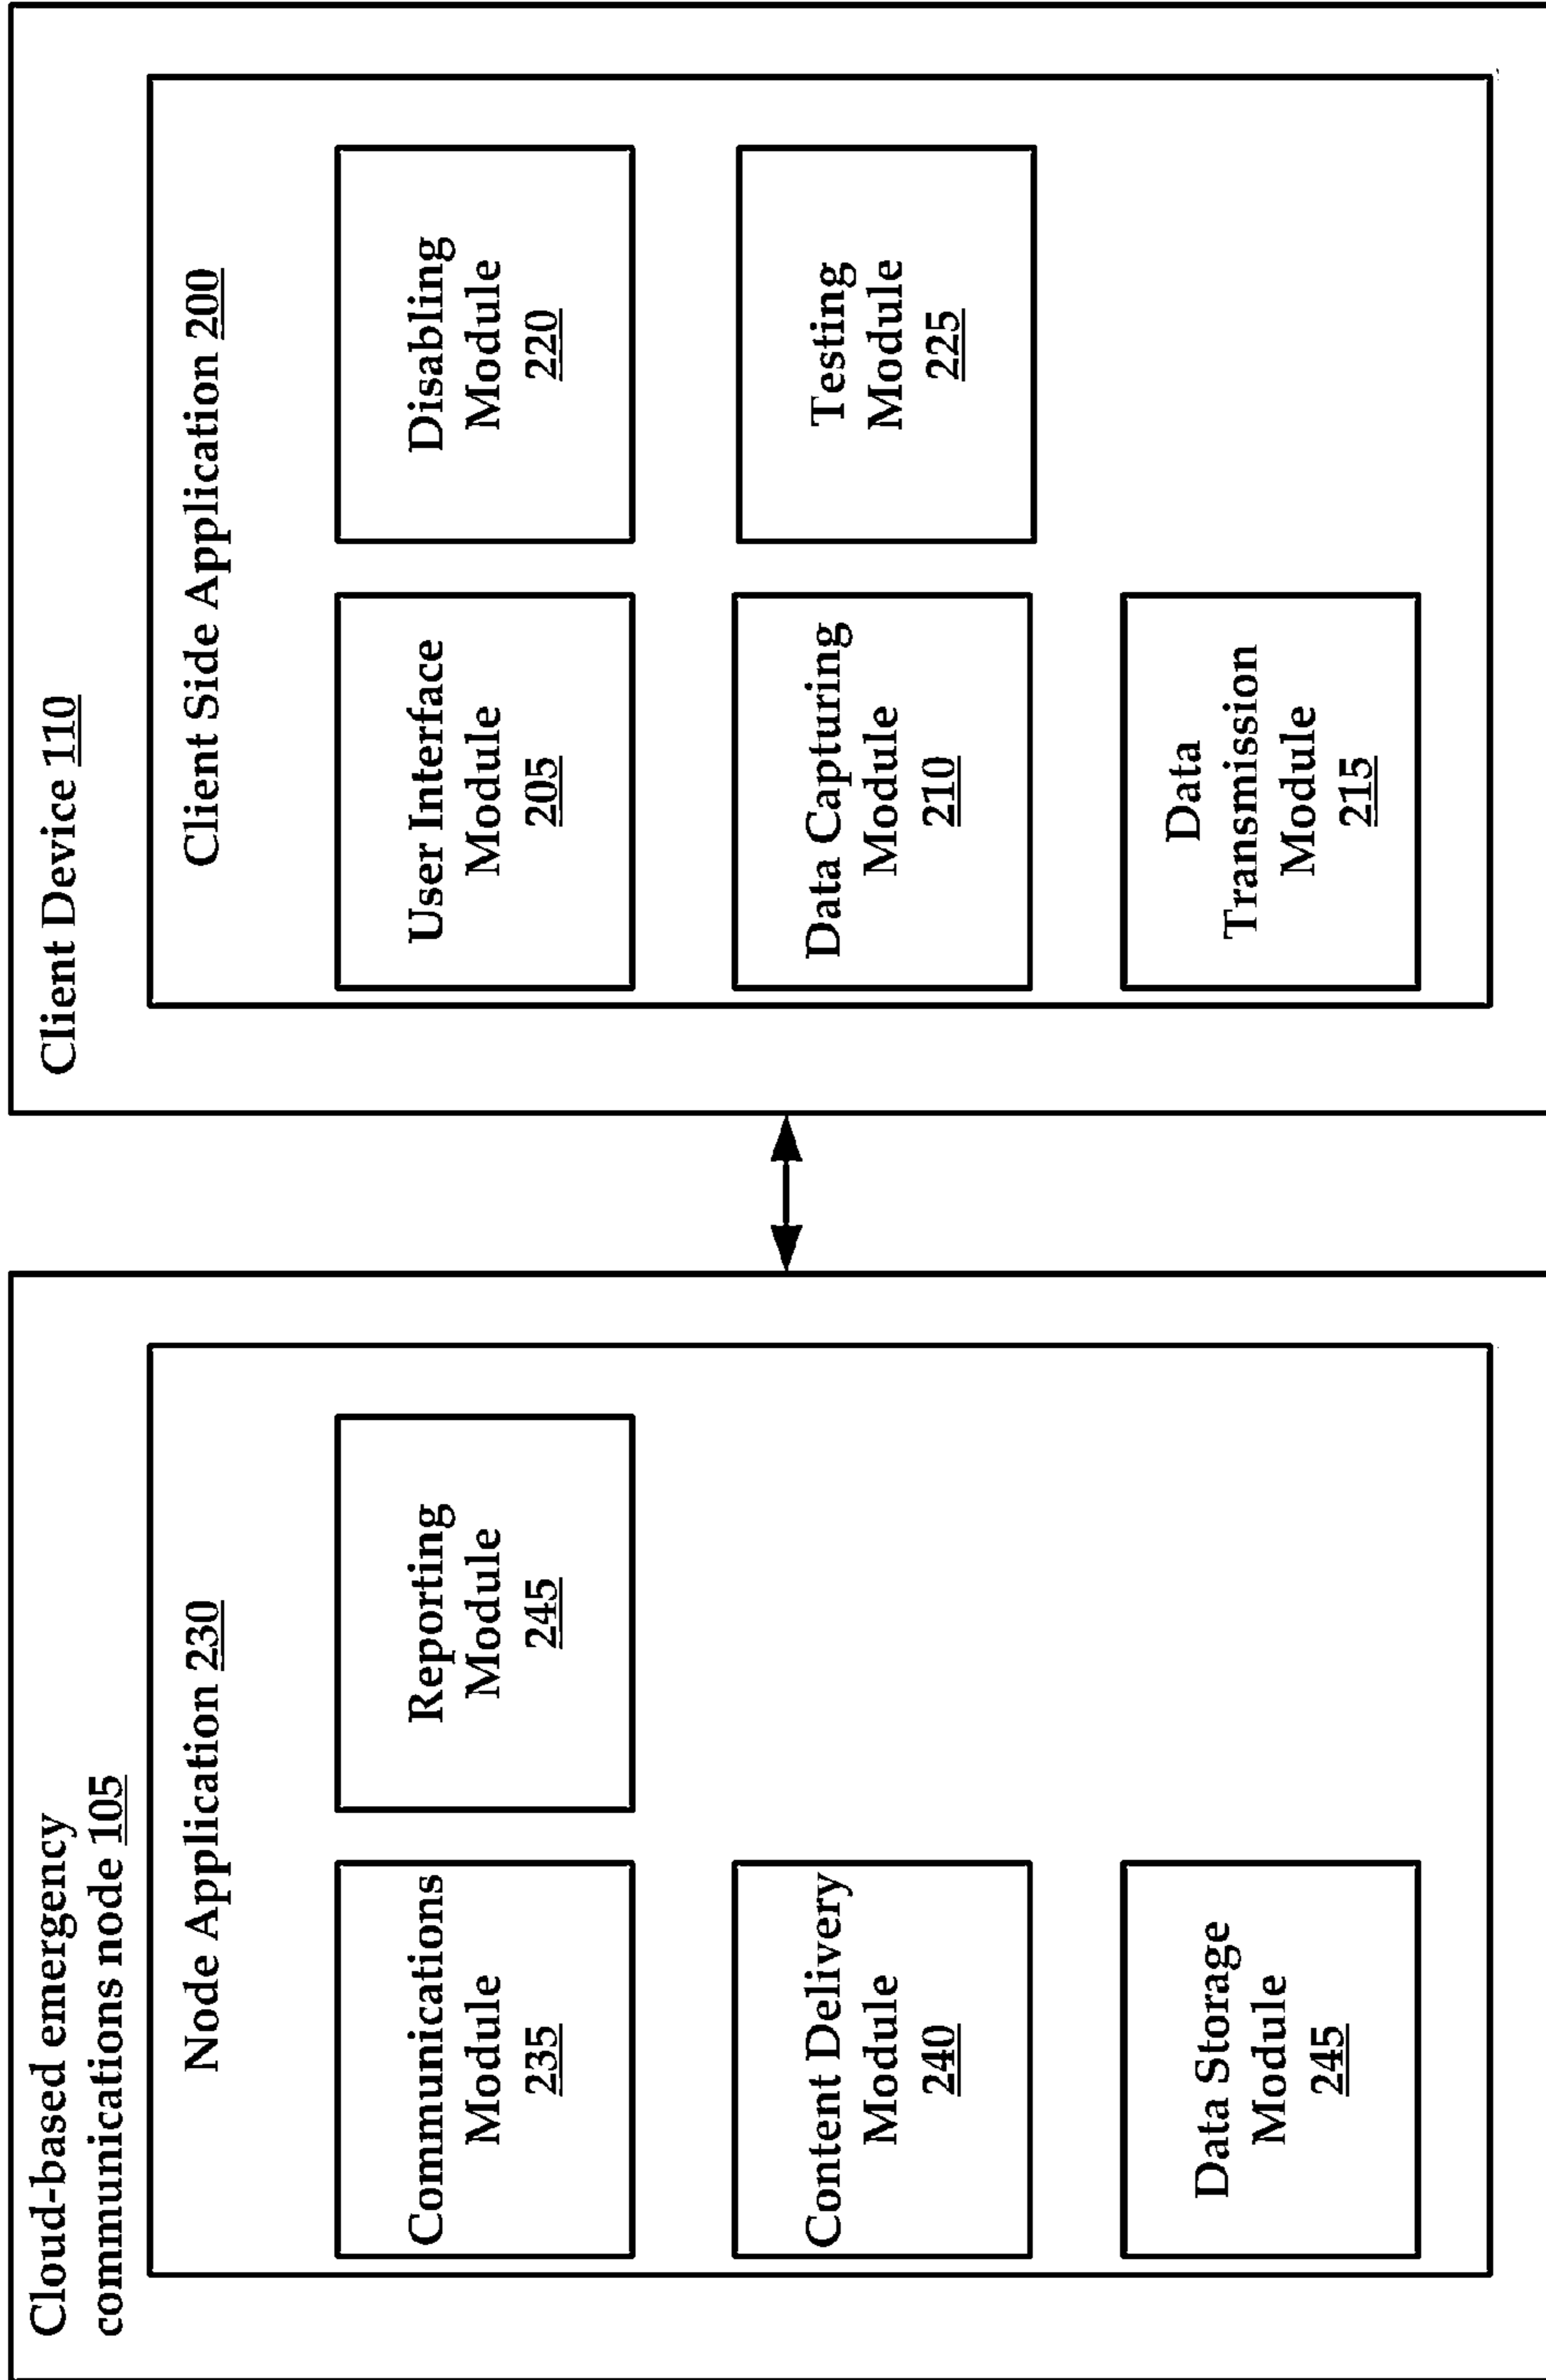 Cloud-based emergency
communications node 105
Node Application 230
Communications
Module
235
Reporting
Module
245
Content Delivery
Module
240
Data Storage
Module
245
Client Device 110
Client Side Application 200
User Interface
Module
205
Disabling
Module
220
Data Capturing
Module
210
Testing
Module
225
Data
Transmission
Module
215